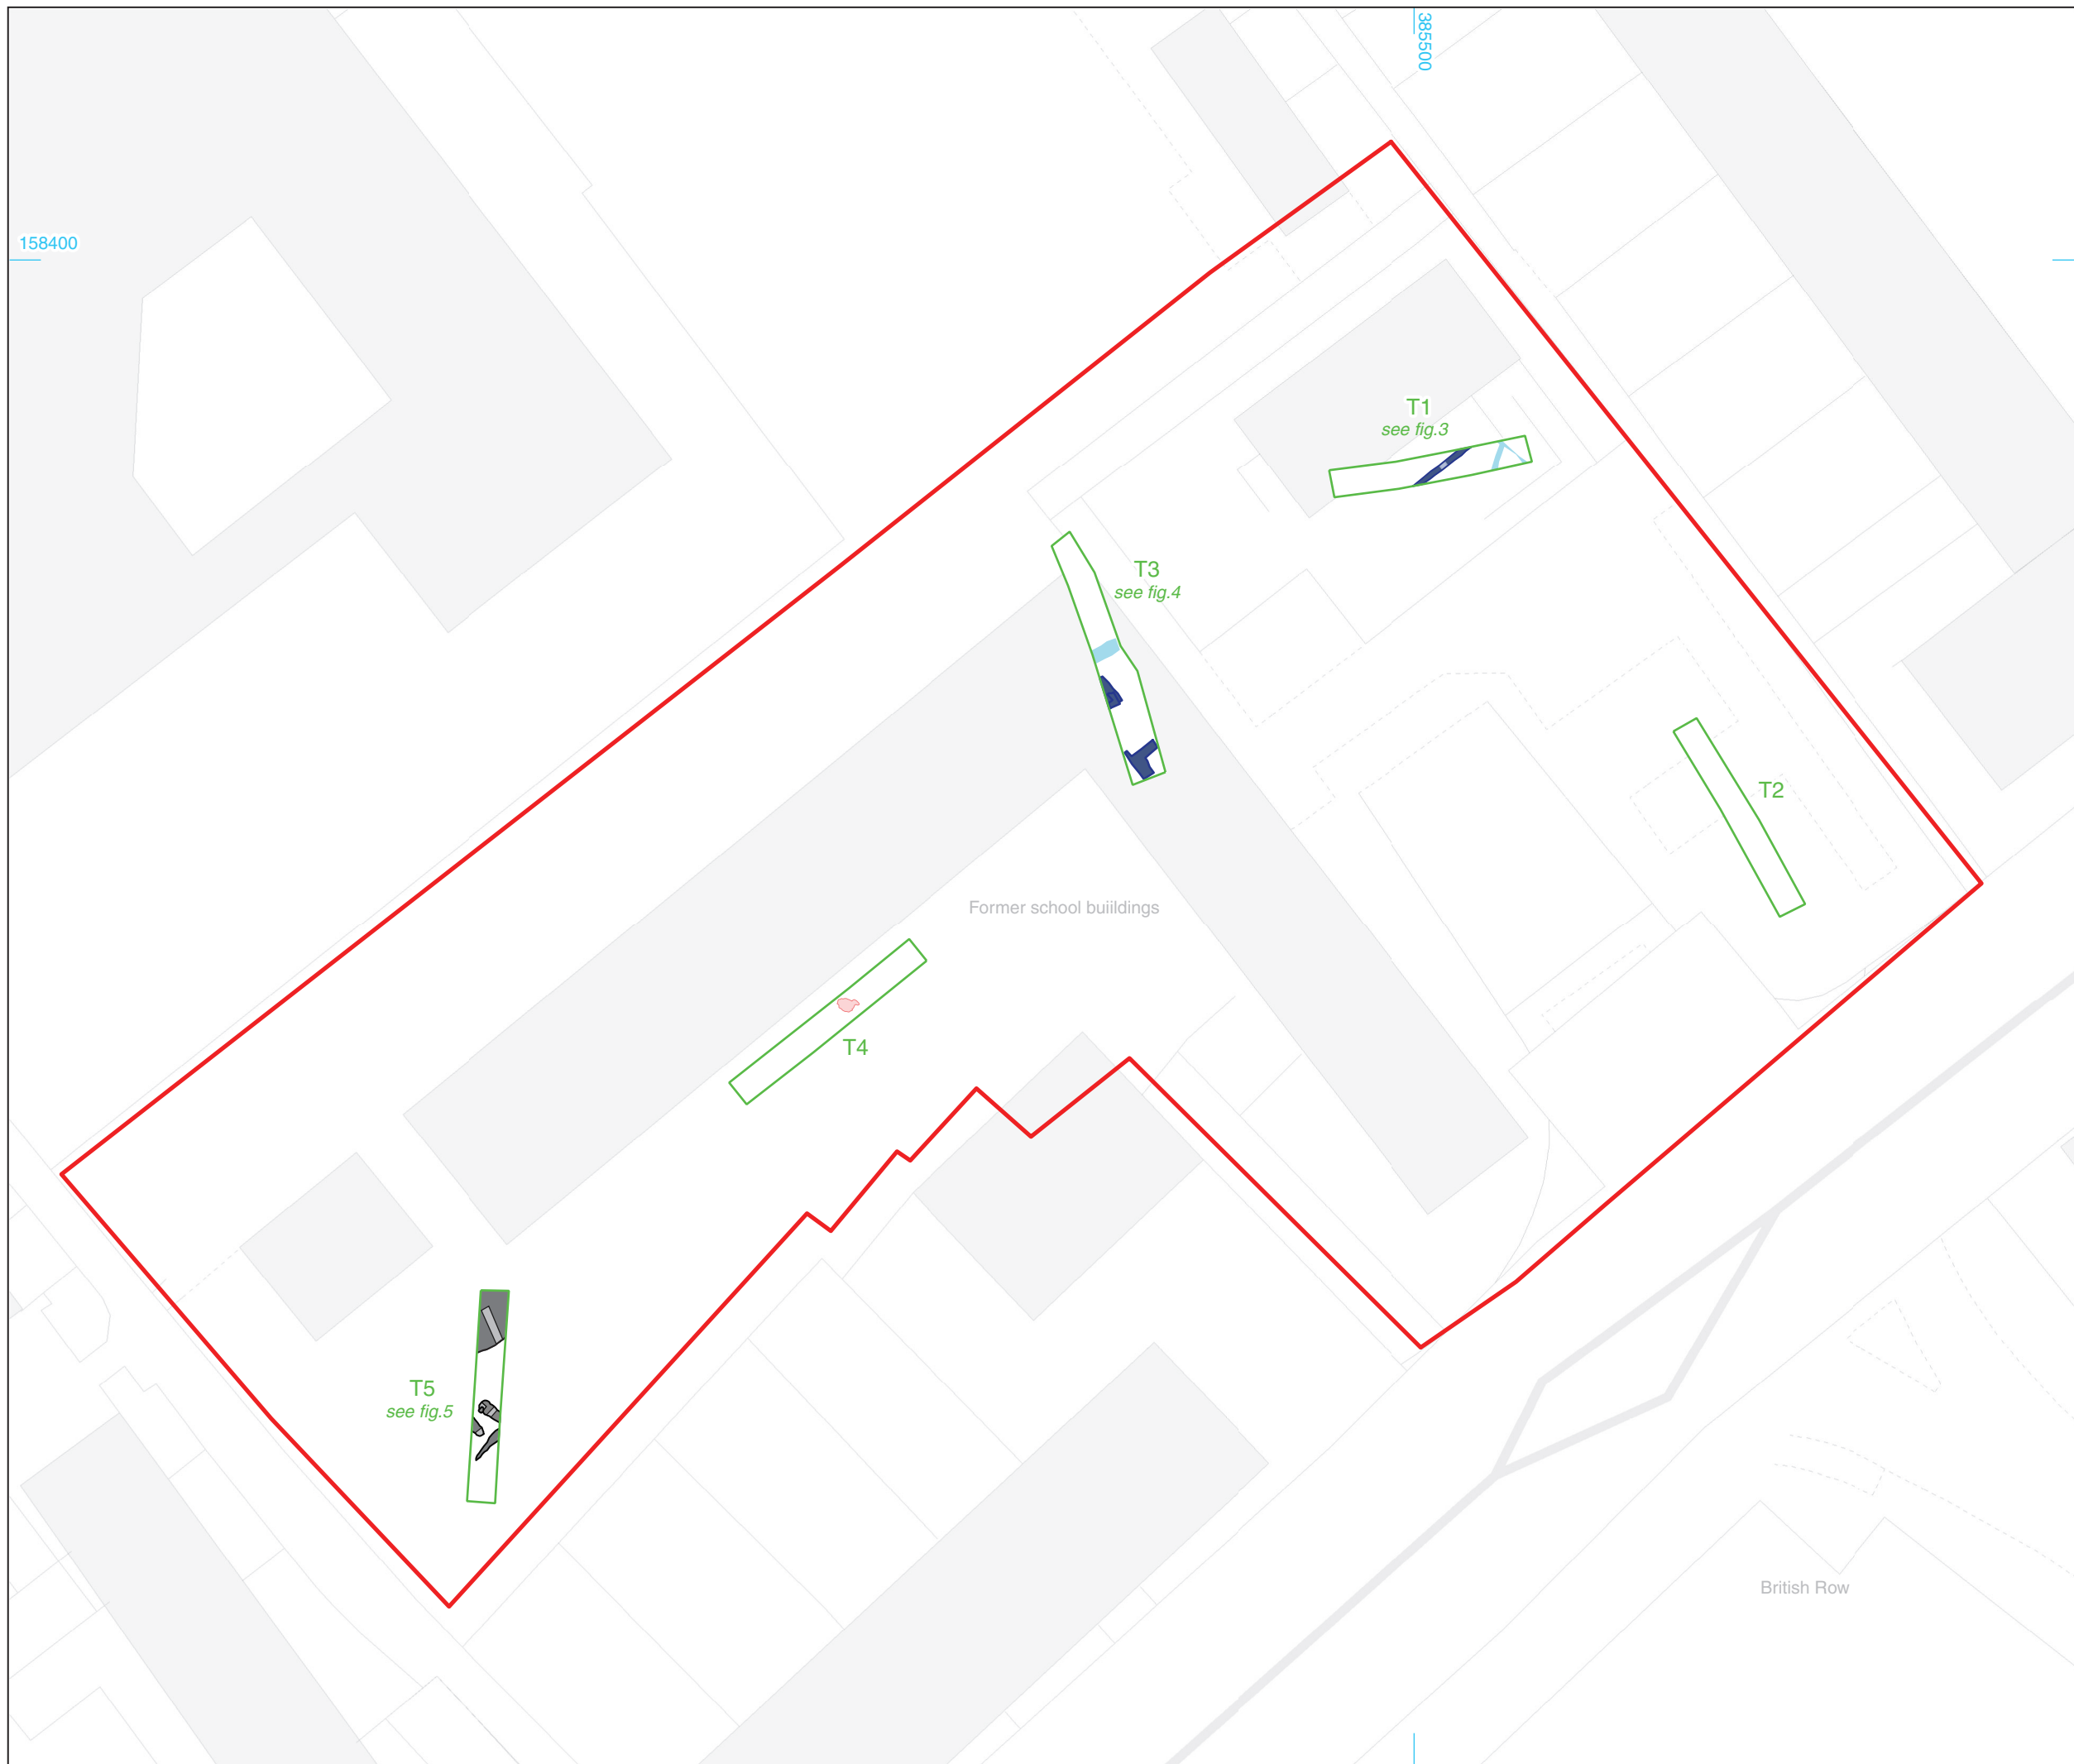 385500
158400
T1
see fig.3
T3
see fig.4
T2
Former school buiildings
T4
T5
see fig.5
British Row